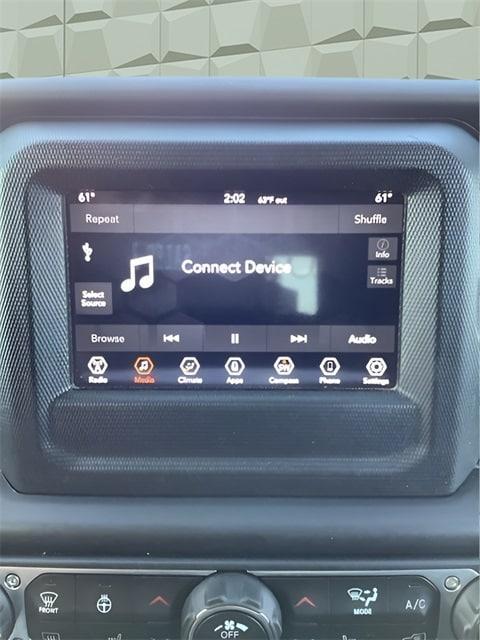 61° 2:02 63°F out 61°
Repeat Shuffle
Info
Connect Device
Tracks
Select
Source
Browse Audio
Radio Media Climate Apps SW Compass Phone Settings
FRONT MODE A/C
OFF